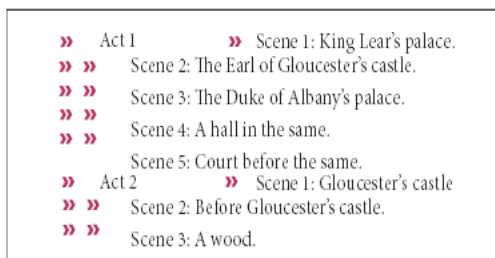 » Act 1 » Scene 1: King Lear's palace.
» » Scene 2: The Earl of Gloucester's castle.
» » Scene 3: The Duke of Albany's palace.
» » Scene 4: A hall in the same.
» » Scene 5: Court before the same.
» Act 2 » Scene 1: Gloucester's castle
» » Scene 2: Before Gloucester's castle.
» » Scene 3: A wood.